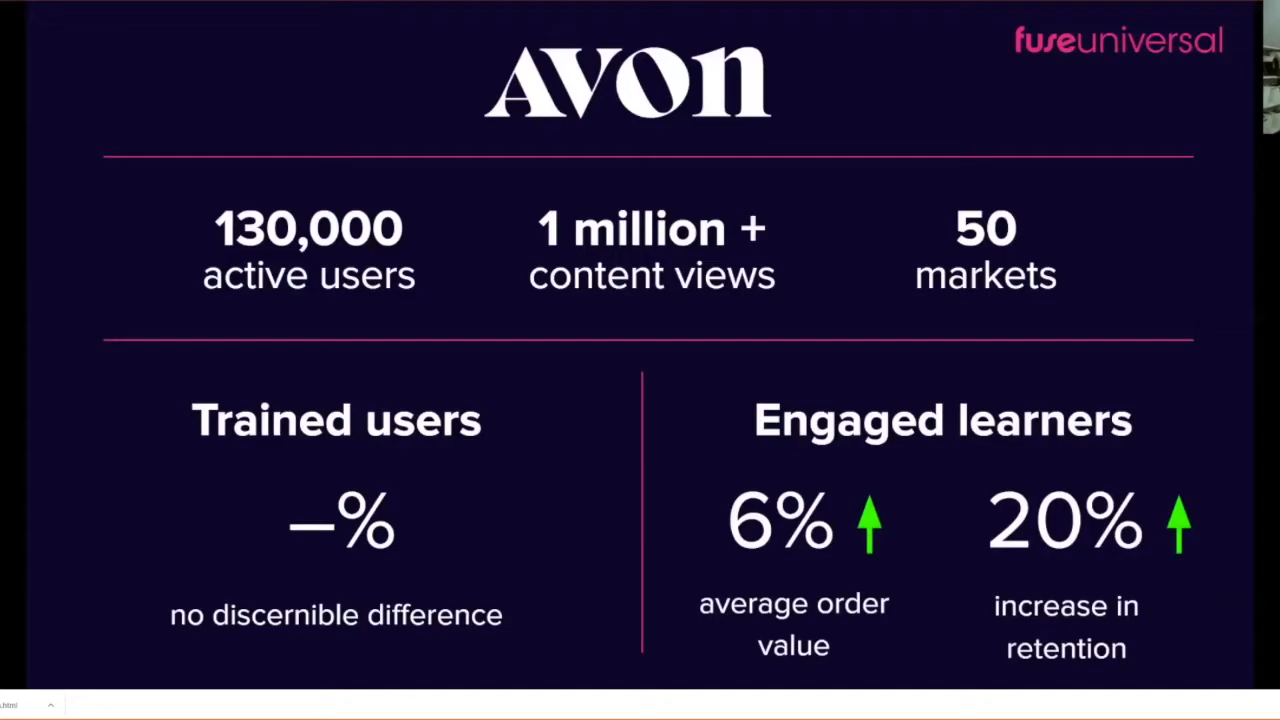 fuseuniversal
AVON
130,000
active users
1 million +
content views
50
markets
Trained users
–%
no discernible difference
Engaged learners
6%
average order
value
20%
increase in
retention
.html